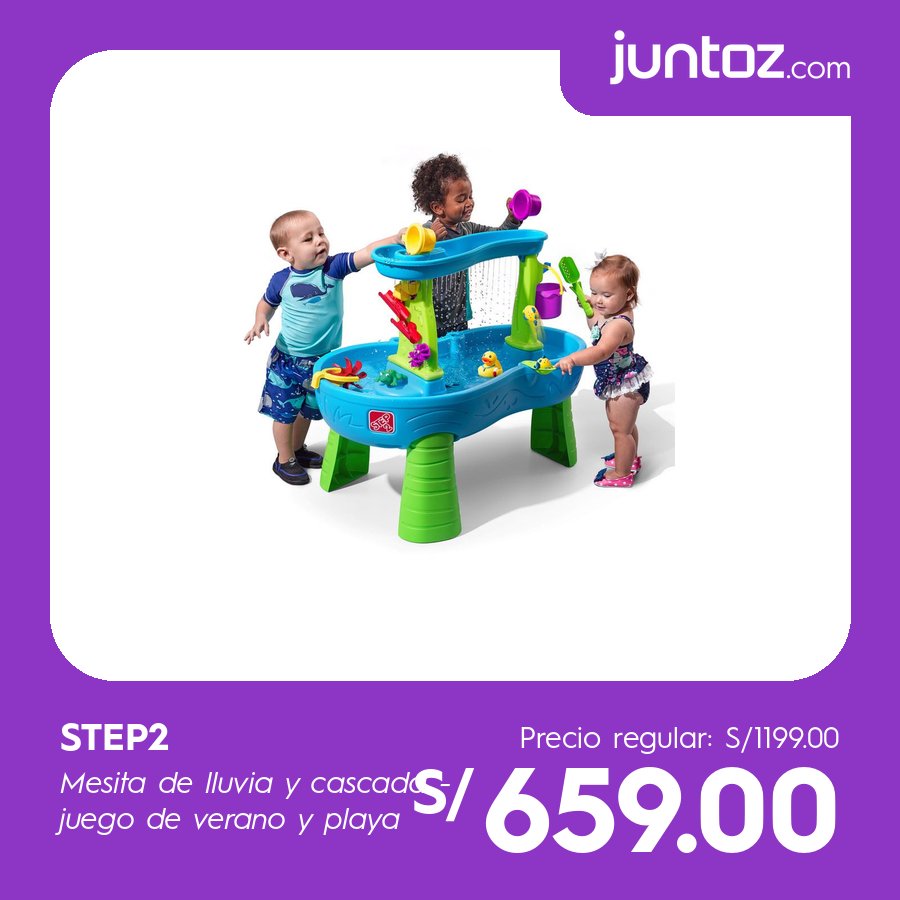 juntoz.com
STEP2
Mesita de lluvia y cascada -
juego de verano y playa
Precio regular: S/1199.00
S/659.00